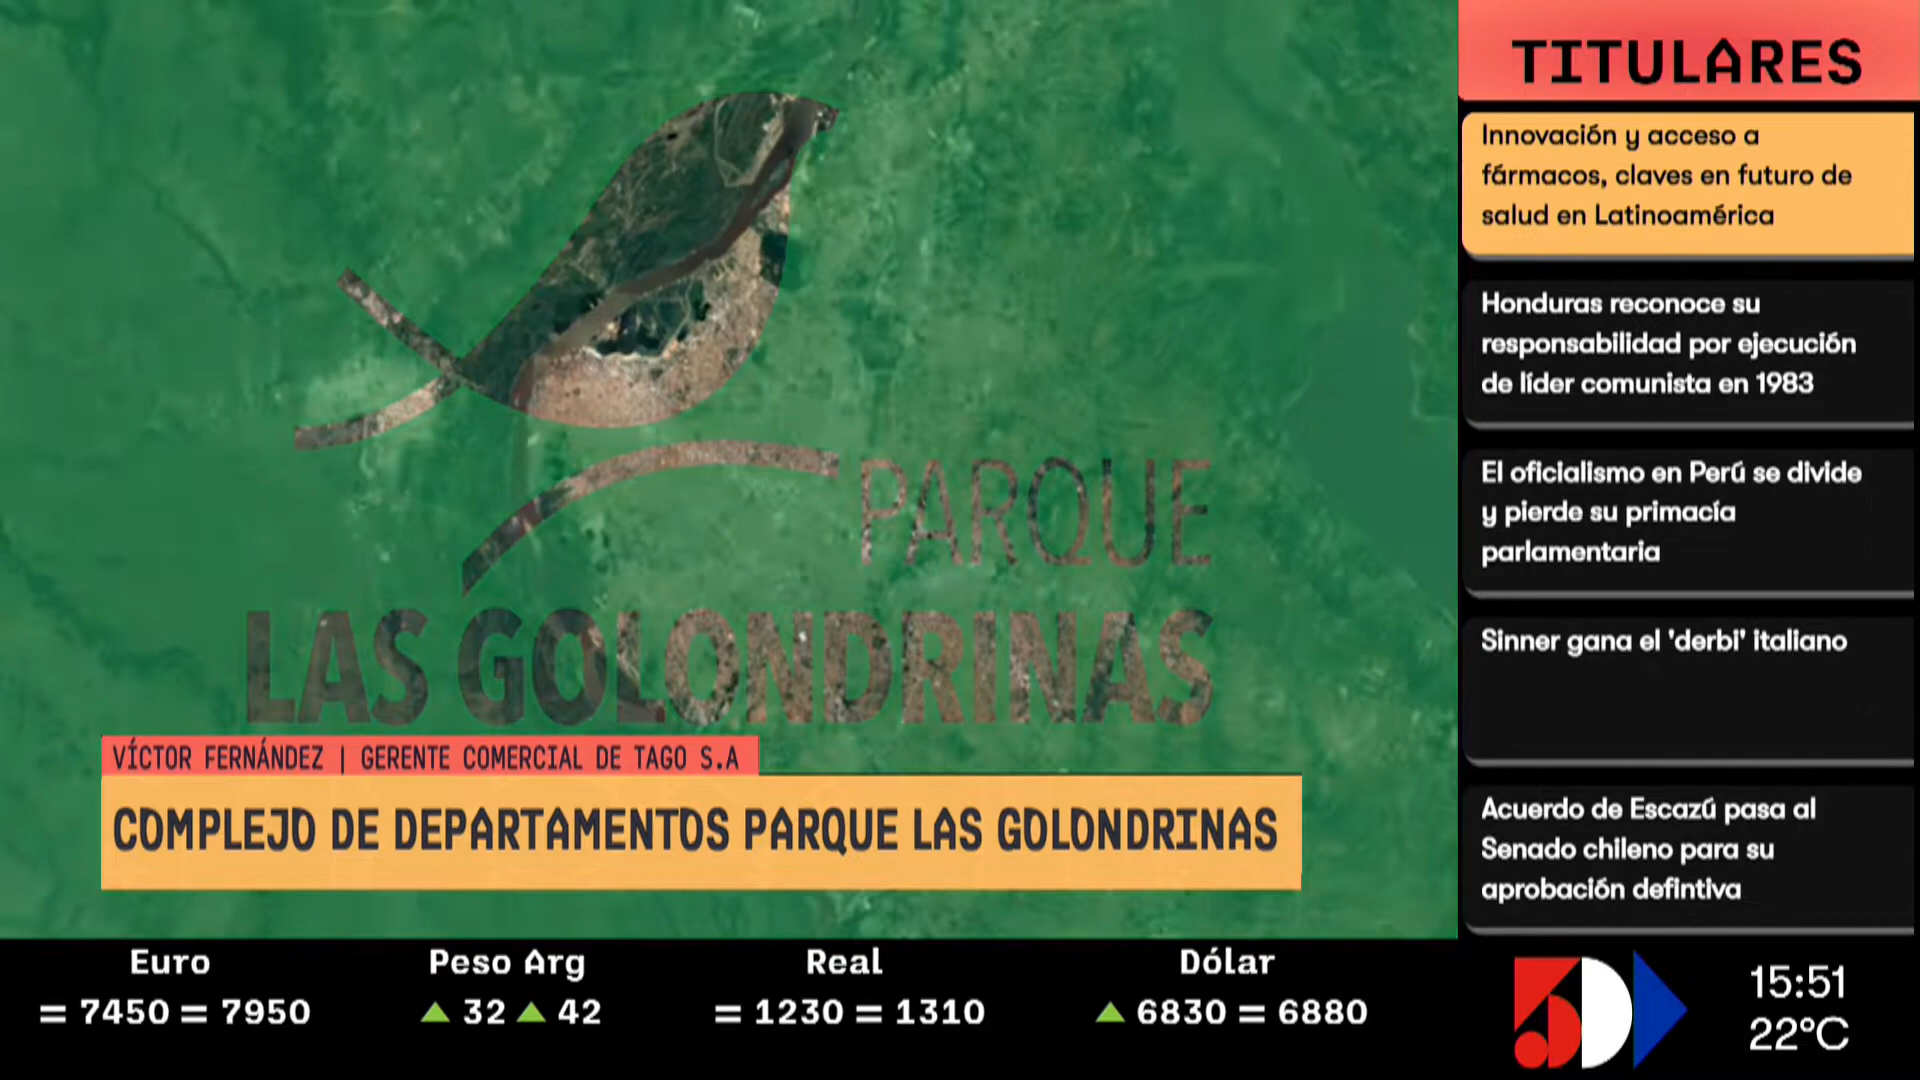 PARQUE
LAS GOLONDRINAS
VÍCTOR FERNÁNDEZ | GERENTE COMERCIAL DE TAGO S.A
COMPLEJO DE DEPARTAMENTOS PARQUE LAS GOLONDRINAS
TITULARES
Innovación y acceso a
fármacos, claves en futuro de
salud en Latinoamérica
Honduras reconoce su
responsabilidad por ejecución
de líder comunista en 1983
El oficialismo en Perú se divide
y pierde su primacía
parlamentaria
Sinner gana el 'derbi' italiano
Acuerdo de Escazú pasa al
Senado chileno para su
aprobación defintiva
Euro
= 7450 = 7950
Peso Arg
▲ 32 ▲ 42
Real
= 1230 = 1310
Dólar
▲ 6830 = 6880
15:51
22°C